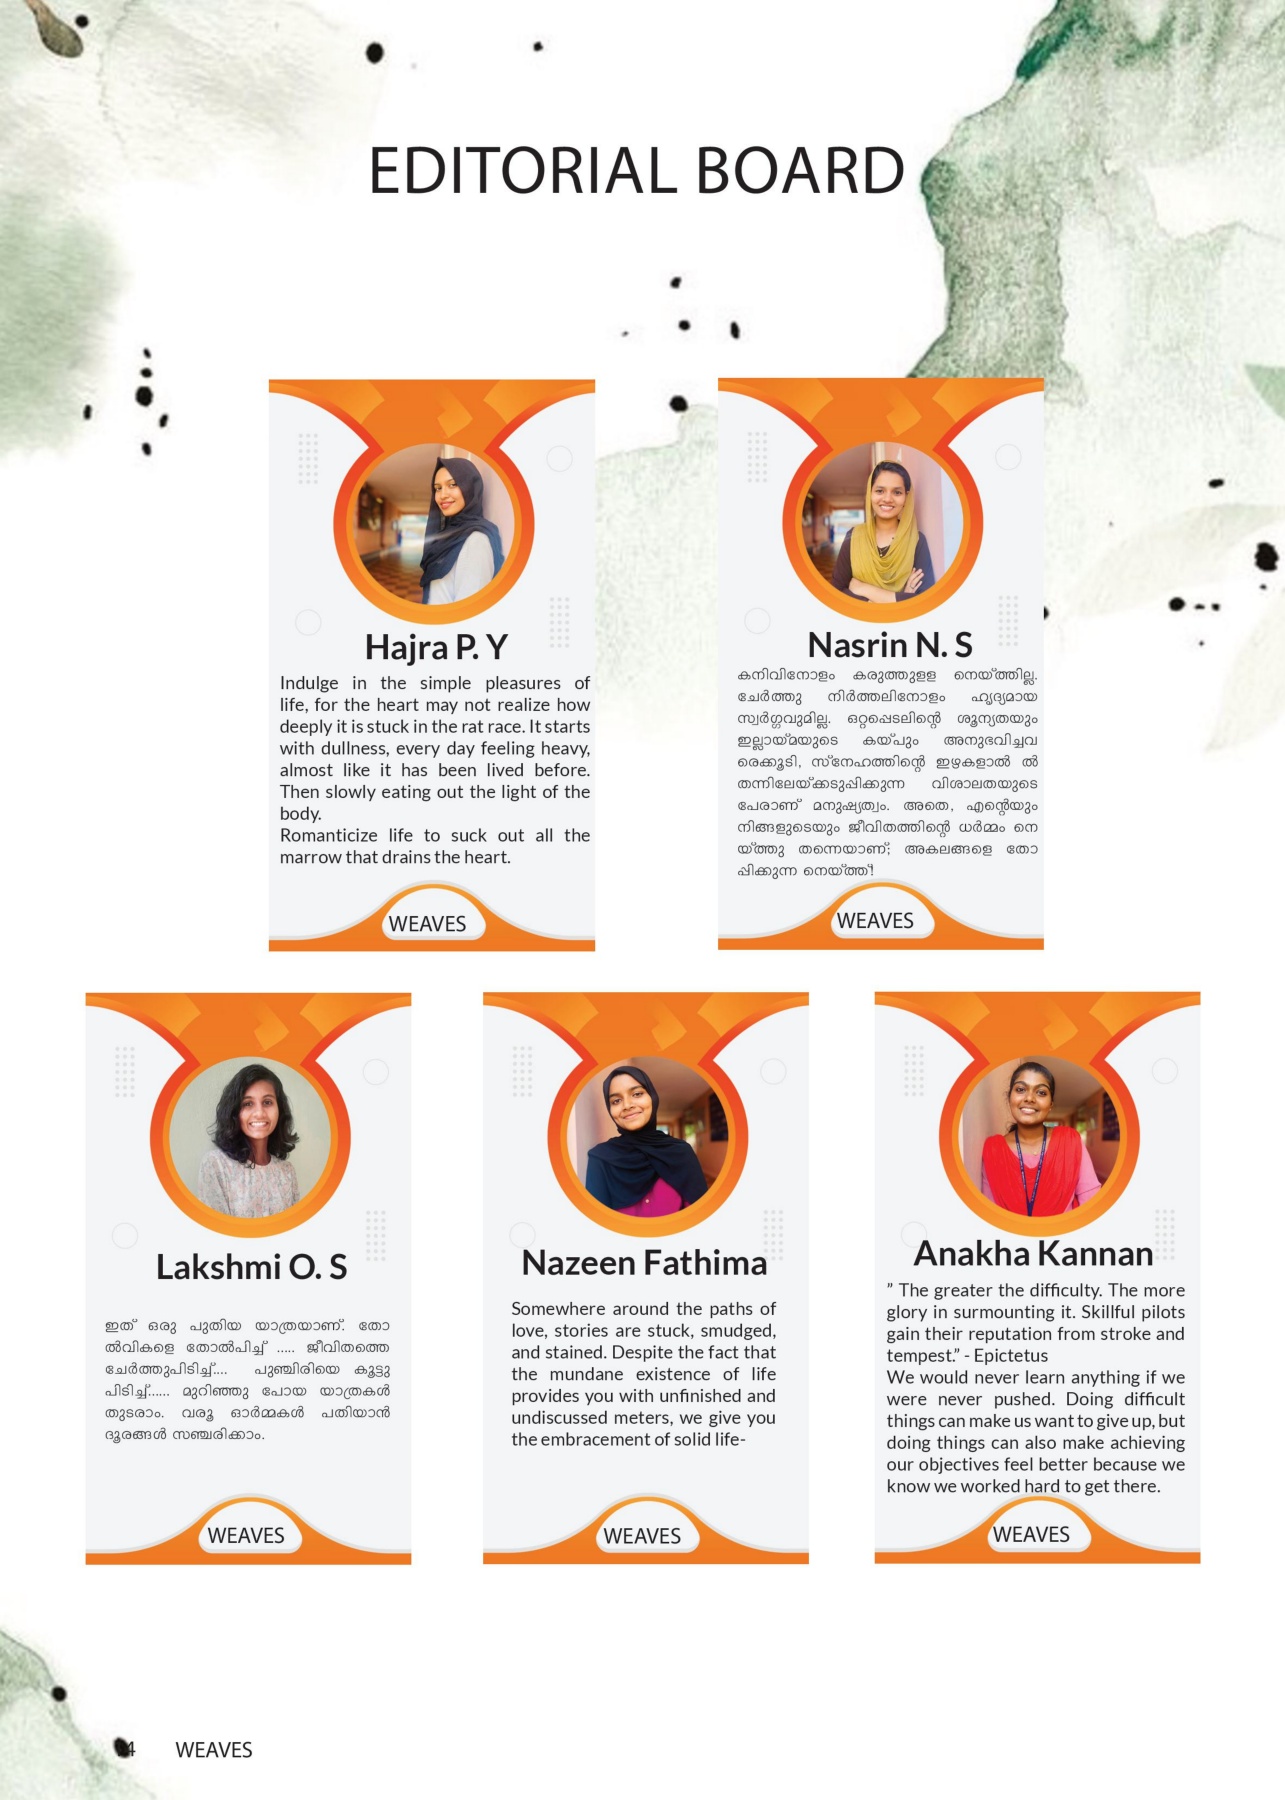 EDITORIAL BOARD
Hajra P. Y
Indulge in the simple pleasures of
life, for the heart may not realize how
deeply it is stuck in the rat race. It starts
with dullness, every day feeling heavy,
almost like it has been lived before.
Then slowly eating out the light of the
body.
Romanticize life to suck out all the
marrow that drains the heart.
WEAVES
Nasrin N. S
കനിവിനോളം കരുത്തുളള നെയ്ത്തില്ല.
ചേർത്തു നിർത്തലിനോളം ഹൃദ്യമായ
സ്വർഗ്ഗവുമില്ല. ഒറ്റപ്പെടലിന്റെ ശൂന്യതയും
ഇല്ലായ്മയുടെ കയ്പും അനുഭവിച്ചവ
രെക്കൂടി, സ്നേഹത്തിന്റെ ഇഴകളാൽ ൽ
തന്നിലേയ്ക്കടുപ്പിക്കുന്ന വിശാലതയുടെ
പേരാണ് മനുഷ്യത്വം. അതെ, എന്റെയും
നിങ്ങളുടെയും ജീവിതത്തിന്റെ ധർമ്മം നെ
യ്ത്തു തന്നെയാണ്; അകലങ്ങളെ തോ
പ്പിക്കുന്ന നെയ്ത്ത്!
WEAVES
Lakshmi O. S
ഇത് ഒരു പുതിയ യാത്രയാണ്. തോ
ൽവികളെ തോൽപിച്ച് ..... ജീവിതത്തെ
ചേർത്തുപിടിച്ച്.... പുഞ്ചിരിയെ കൂട്ടു
പിടിച്ച്...... മുറിഞ്ഞു പോയ യാത്രകൾ
തുടരാം. വരൂ ഓർമ്മകൾ പതിയാൻ
ദൂരങ്ങൾ സഞ്ചരിക്കാം.
WEAVES
Nazeen Fathima
Somewhere around the paths of
love, stories are stuck, smudged,
and stained. Despite the fact that
the mundane existence of life
provides you with unfinished and
undiscussed meters, we give you
the embracement of solid life-
WEAVES
Anakha Kannan
” The greater the difficulty. The more
glory in surmounting it. Skillful pilots
gain their reputation from stroke and
tempest.” - Epictetus
We would never learn anything if we
were never pushed. Doing difficult
things can make us want to give up, but
doing things can also make achieving
our objectives feel better because we
know we worked hard to get there.
WEAVES
WEAVES